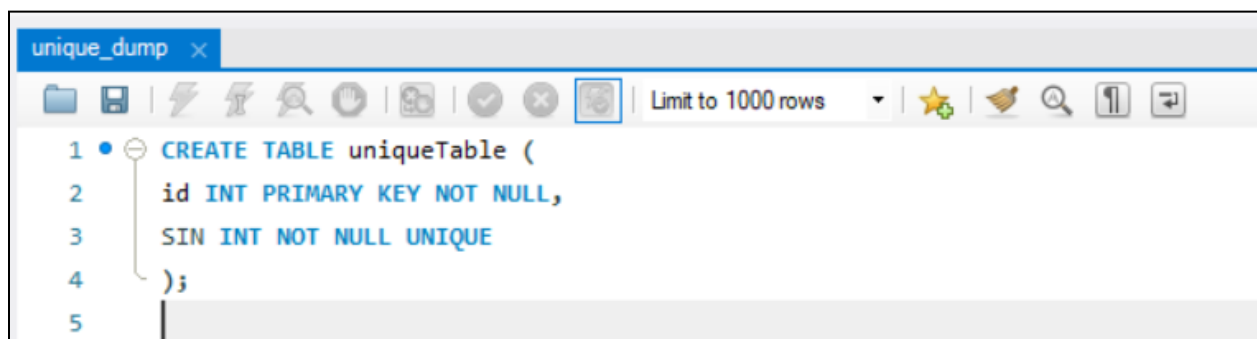 unique_dump
Limit to 1000 rows
1 CREATE TABLE uniqueTable (
2 id INT PRIMARY KEY NOT NULL,
3 SIN INT NOT NULL UNIQUE
4 );
5